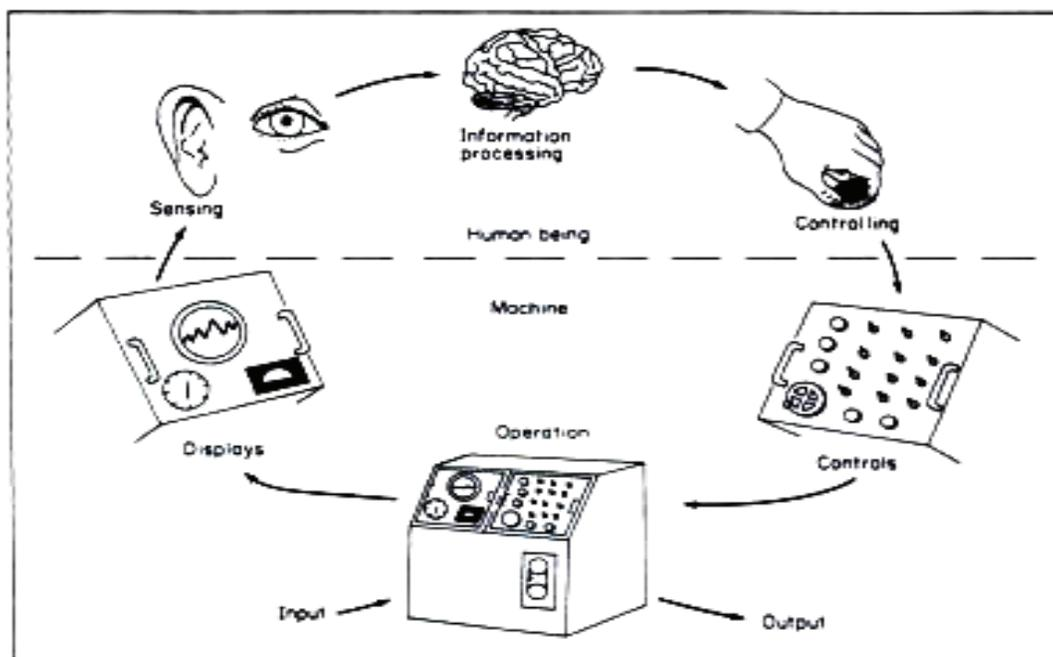 Information
processing
Sensing
Controlling
Human being
Machine
Operation
Displays
Controls
Input
Output